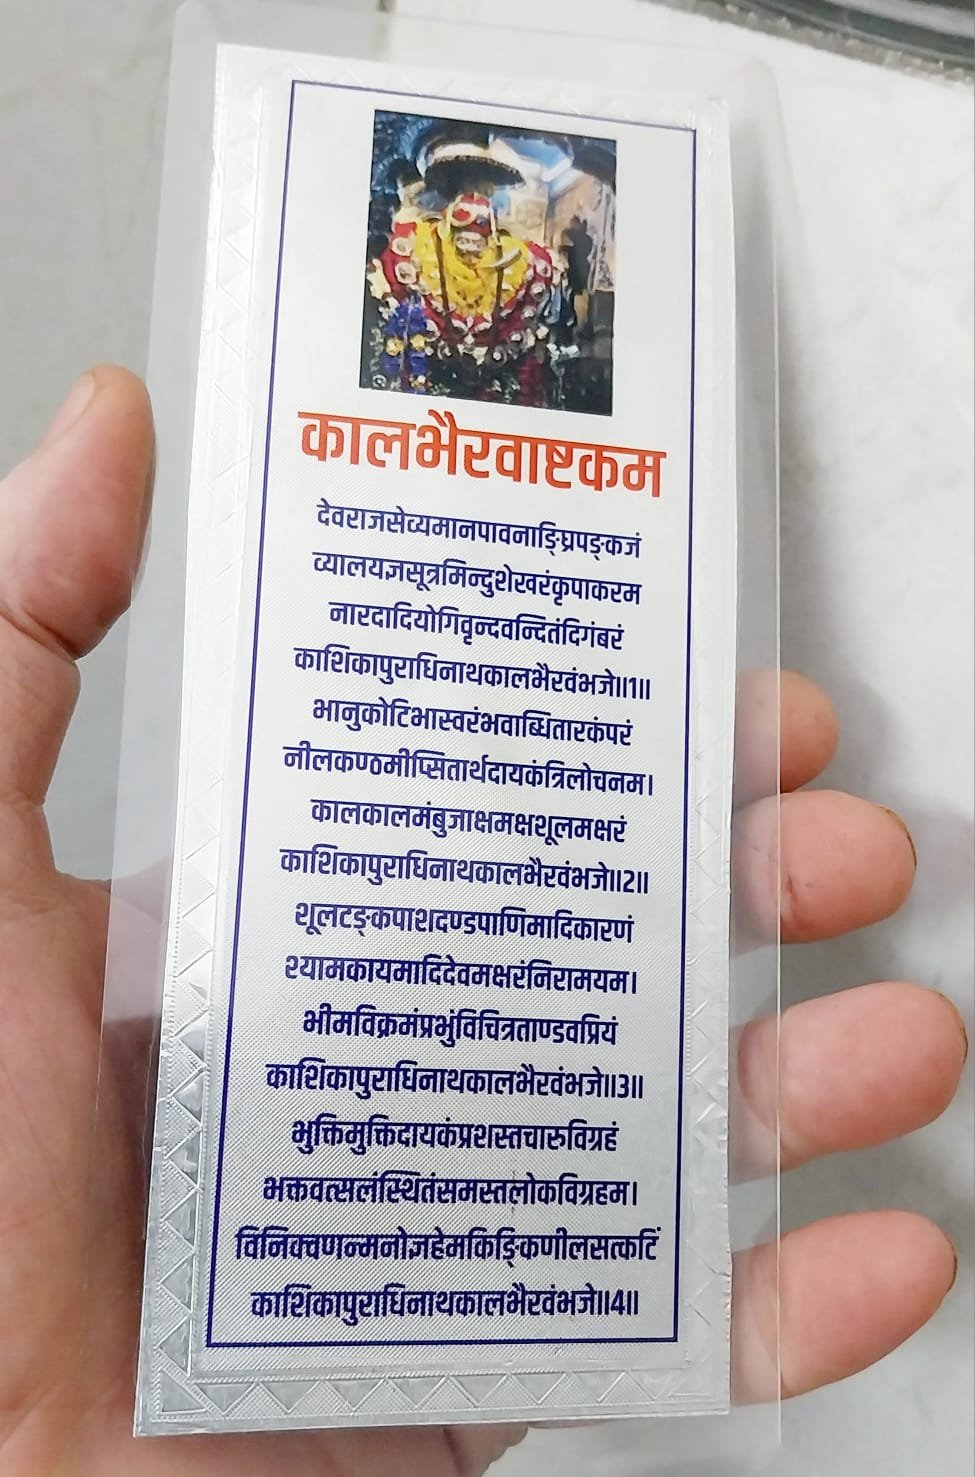 कालभैरवाष्टकम
देवराजसेव्यमानपावनाङ्घ्रिपङ्कजं
व्यालयज्ञसूत्रमिन्दुशेखरंकृपाकरम
नारदादियोगिवृन्दवन्दितंदिगंबरं
काशिकापुराधिनाथकालभैरवंभजे॥1॥
भानुकोटिभास्वरंभवाब्धितारकंपरं
नीलकण्ठमीप्सितार्थदायकंत्रिलोचनम।
कालकालमंबुजाक्षमक्षशूलमक्षरं
काशिकापुराधिनाथकालभैरवंभजे॥2॥
शूलटङ्कपाशदण्डपाणिमादिकारणं
श्यामकायमादिदेवमक्षरंनिरामयम।
भीमविक्रमंप्रभुंविचित्रताण्डवप्रियं
काशिकापुराधिनाथकालभैरवंभजे॥3॥
भुक्तिमुक्तिदायकंप्रशस्तचारुविग्रहं
भक्तवत्सलंस्थितंसमस्तलोकविग्रहम।
विनिक्वणन्मनोज्ञहेमकिङ्किणीलसत्कटिं
काशिकापुराधिनाथकालभैरवंभजे॥4॥